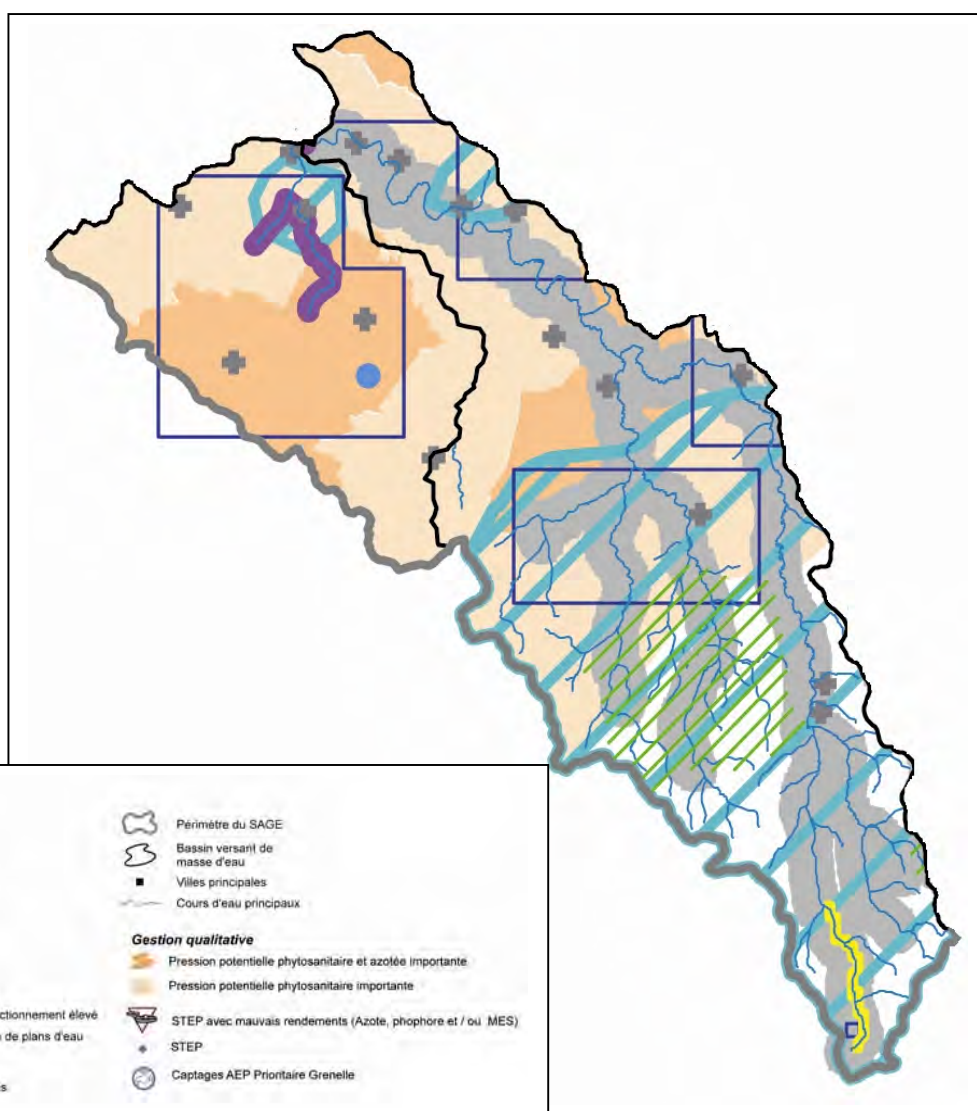 Périmètre du SAGE
Bassin versant de
masse d'eau
Villes principales
Cours d'eau principaux
Gestion qualitative
Pression potentielle phytosanitaire et azotée importante
Pression potentielle phytosanitaire importante
ctionnement élevé
STEP avec mauvais rendements (Azote, phophore et / ou MES)
de plans d'eau
STEP
Captages AEP Prioritaire Grenelle